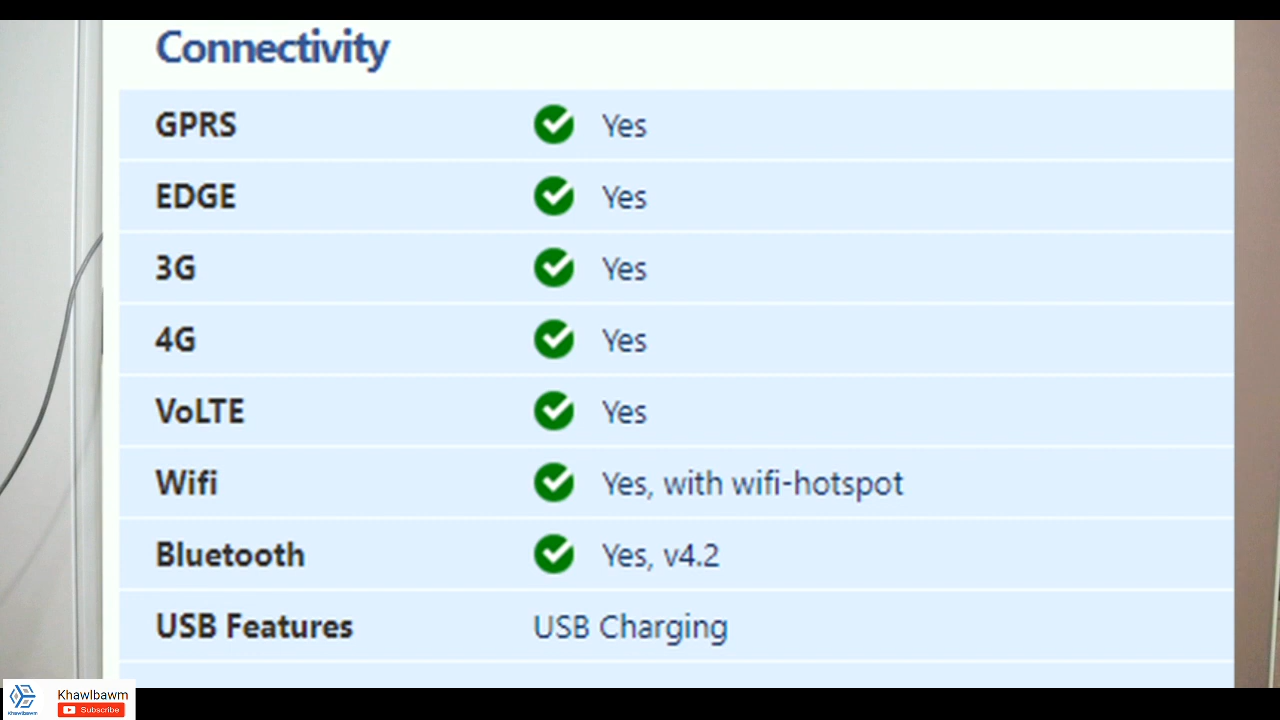 Connectivity
GPRS Yes
EDGE Yes
3G Yes
4G Yes
VoLTE Yes
Wifi Yes, with wifi-hotspot
Bluetooth Yes, v4.2
USB Features USB Charging
Khawlbawm
Khawlbawm
Subscribe